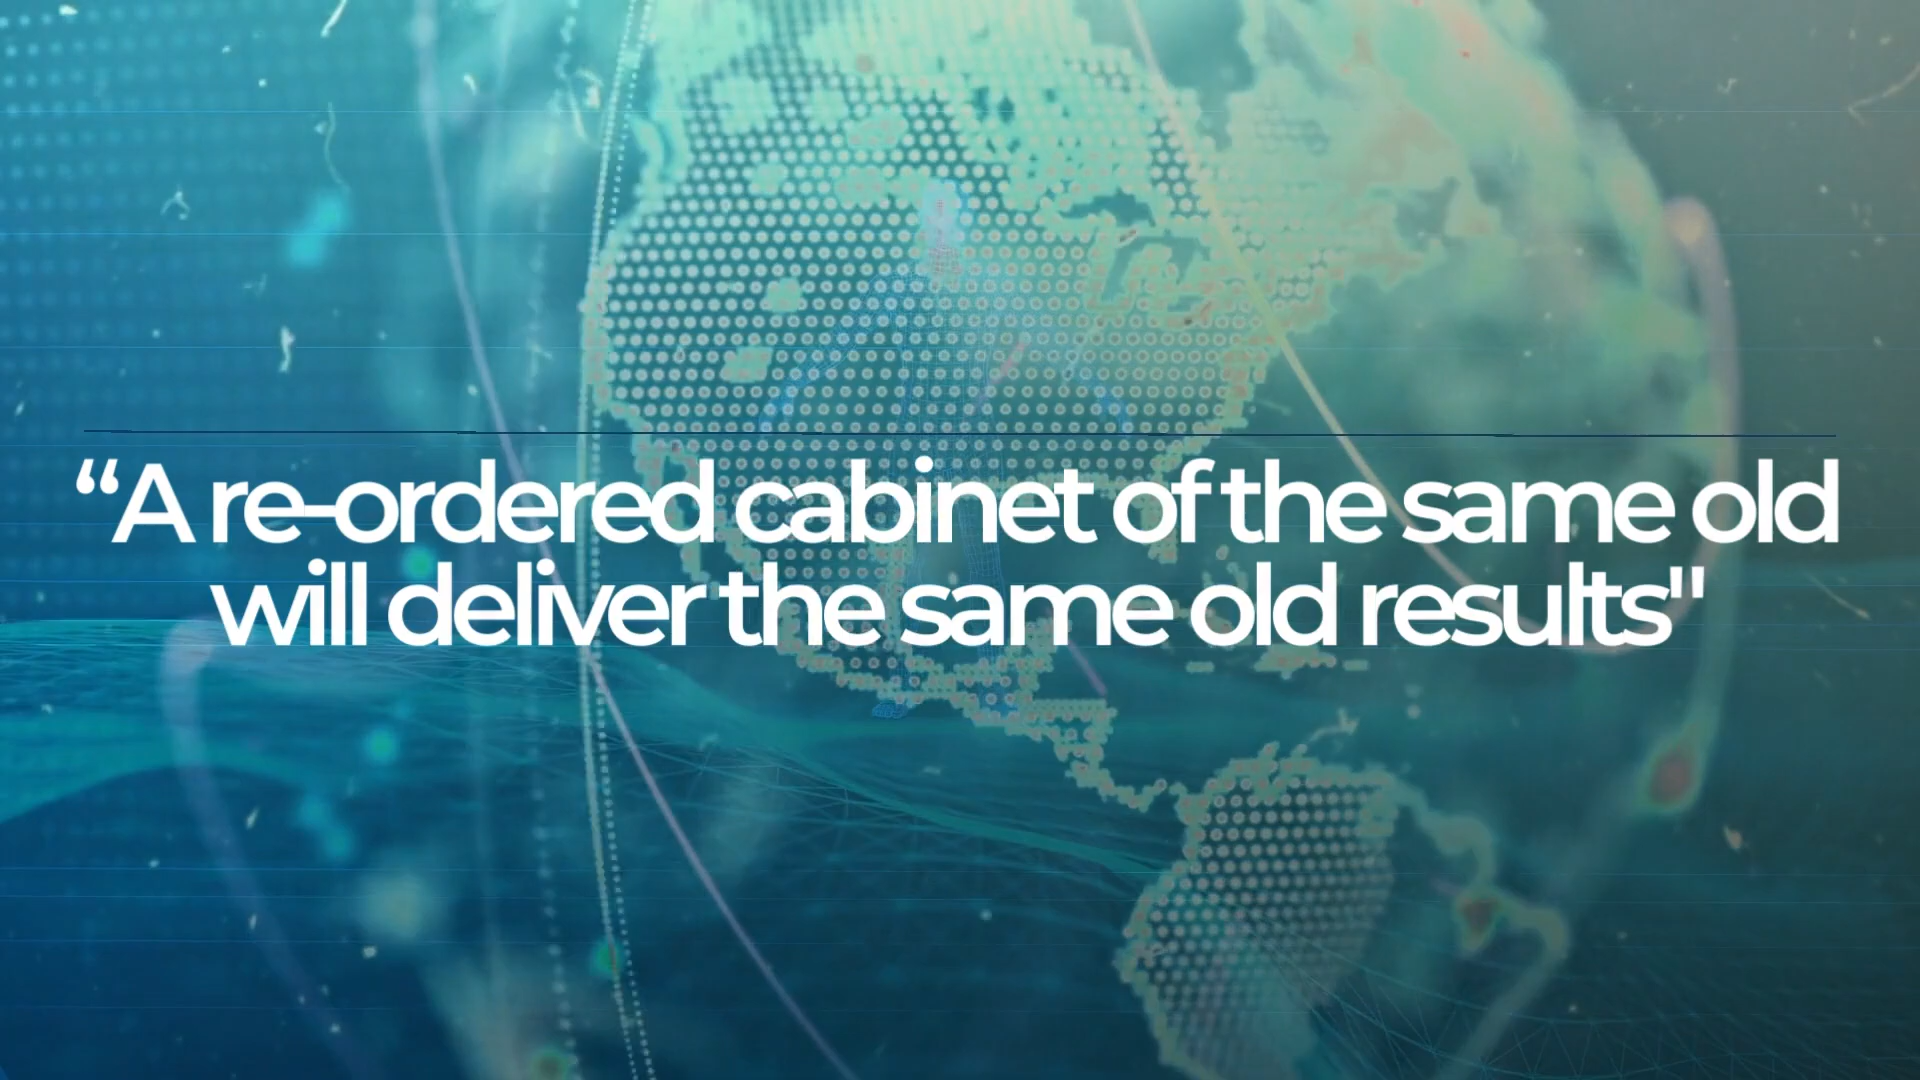 “A re-ordered cabinet of the same old
will deliver the same old results"